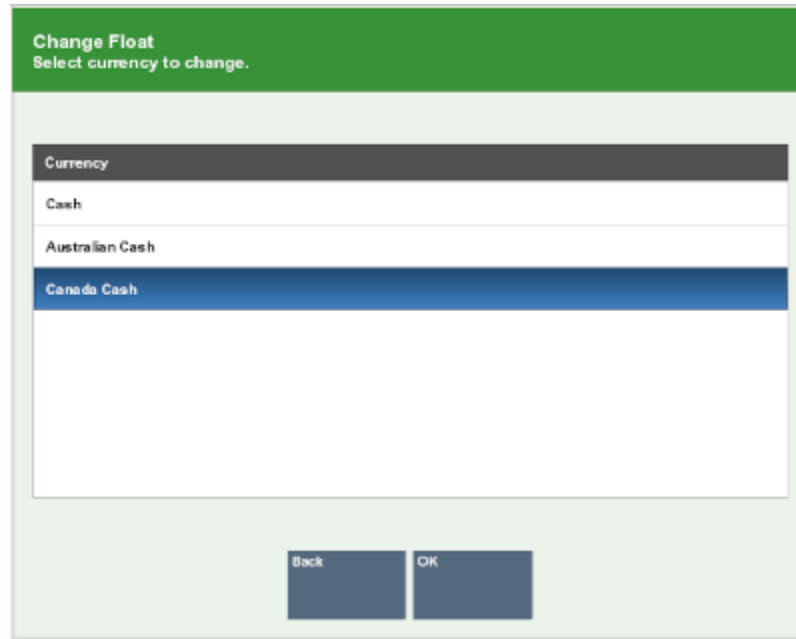 Change Float
Select currency to change.
Currency
Cash
Australian Cash
Canada Cash
Back
OK